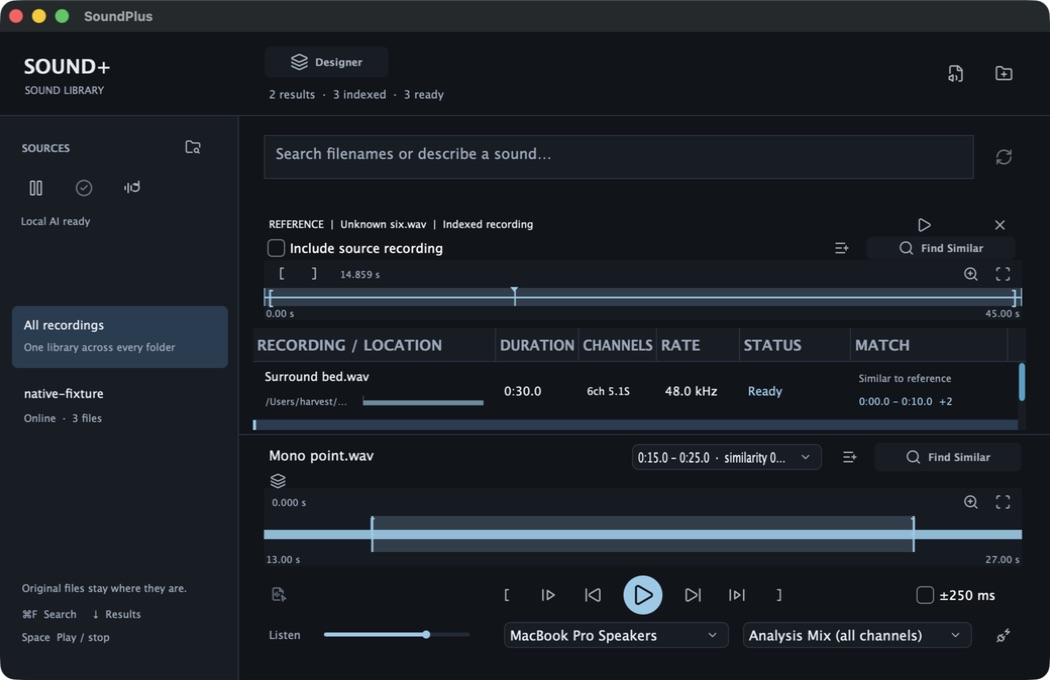 SoundPlus
SOUND+
SOUND LIBRARY
Designer
2 results · 3 indexed · 3 ready
SOURCES
Local AI ready
All recordings
One library across every folder
native-fixture
Online · 3 files
Original files stay where they are.
⌘F Search ↓ Results
Space Play / stop
Search filenames or describe a sound...
REFERENCE | Unknown six.wav | Indexed recording
Include source recording
Find Similar
[ ] 14.859 s
0.00 s 45.00 s
RECORDING / LOCATION DURATION CHANNELS RATE STATUS MATCH
Surround bed.wav
/Users/harvest/...
0:30.0 6ch 5.1S 48.0 kHz Ready
Similar to reference
0:00.0 – 0:10.0 +2
Mono point.wav
0:15.0 – 0:25.0 · similarity 0...
Find Similar
0.000 s
13.00 s 27.00 s
[ ] ±250 ms
Listen
MacBook Pro Speakers
Analysis Mix (all channels)